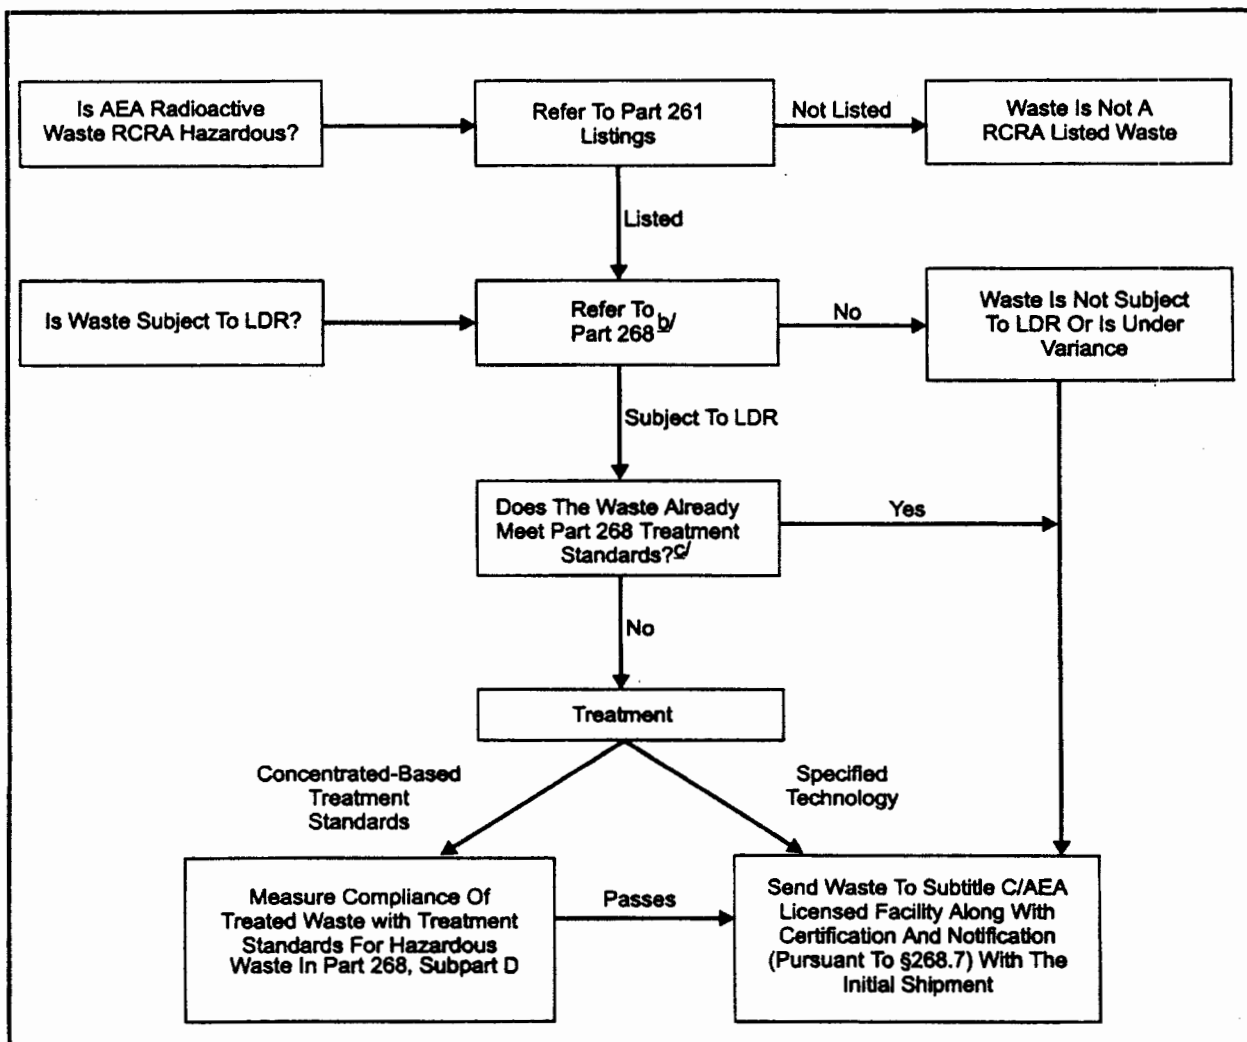 Is AEA Radioactive
Waste RCRA Hazardous?
Refer To Part 261
Listings
Not Listed
Waste Is Not A
RCRA Listed Waste
Listed
Is Waste Subject To LDR?
Refer To
Part 268 b/
No
Waste Is Not Subject
To LDR Or Is Under
Variance
Subject To LDR
Does The Waste Already
Meet Part 268 Treatment
Standards? c/
Yes
No
Treatment
Concentrated-Based
Treatment
Standards
Specified
Technology
Measure Compliance Of
Treated Waste with Treatment
Standards For Hazardous
Waste In Part 268, Subpart D
Passes
Send Waste To Subtitle C/AEA
Licensed Facility Along With
Certification And Notification
(Pursuant To §268.7) With The
Initial Shipment